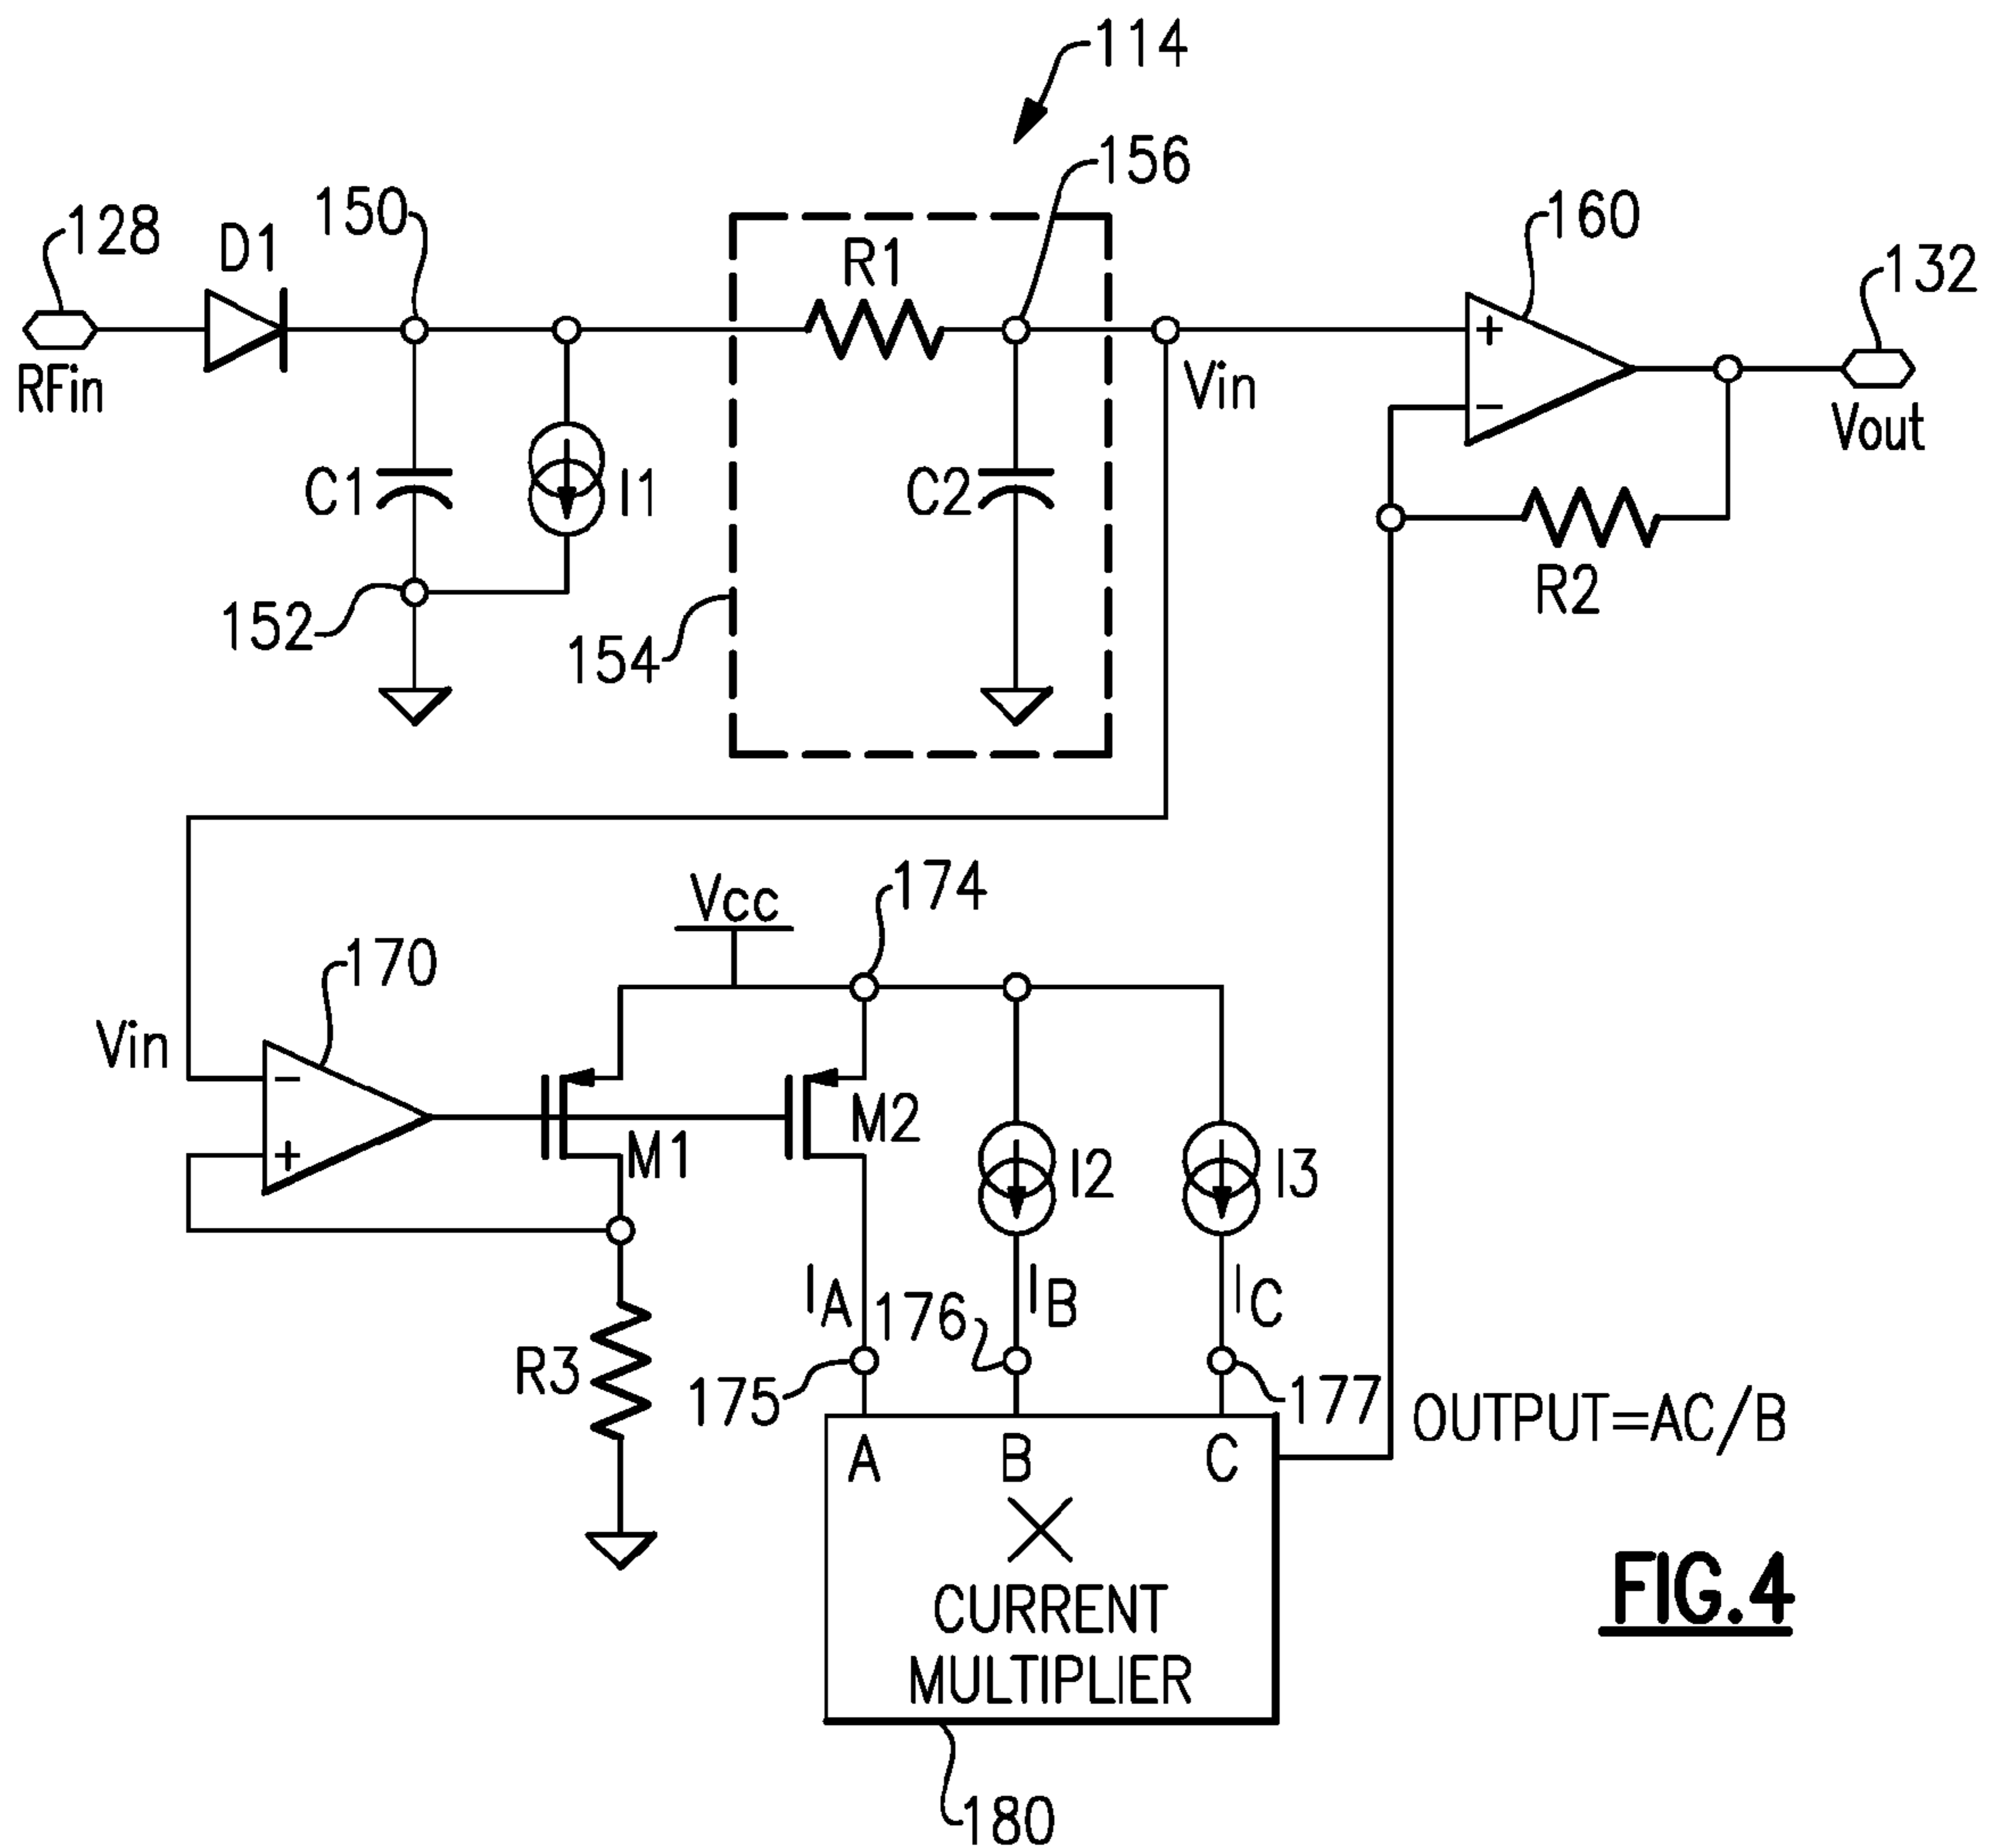 114
156
150
160
128
D1
R1
132
RFin
Vin
+
−
Vout
C1
I1
C2
R2
152
154
Vcc
174
170
Vin
−
+
M1
M2
I2
I3
IA
176
IB
IC
R3
175
177
OUTPUT=AC/B
A
B
C
CURRENT
MULTIPLIER
FIG.4
180